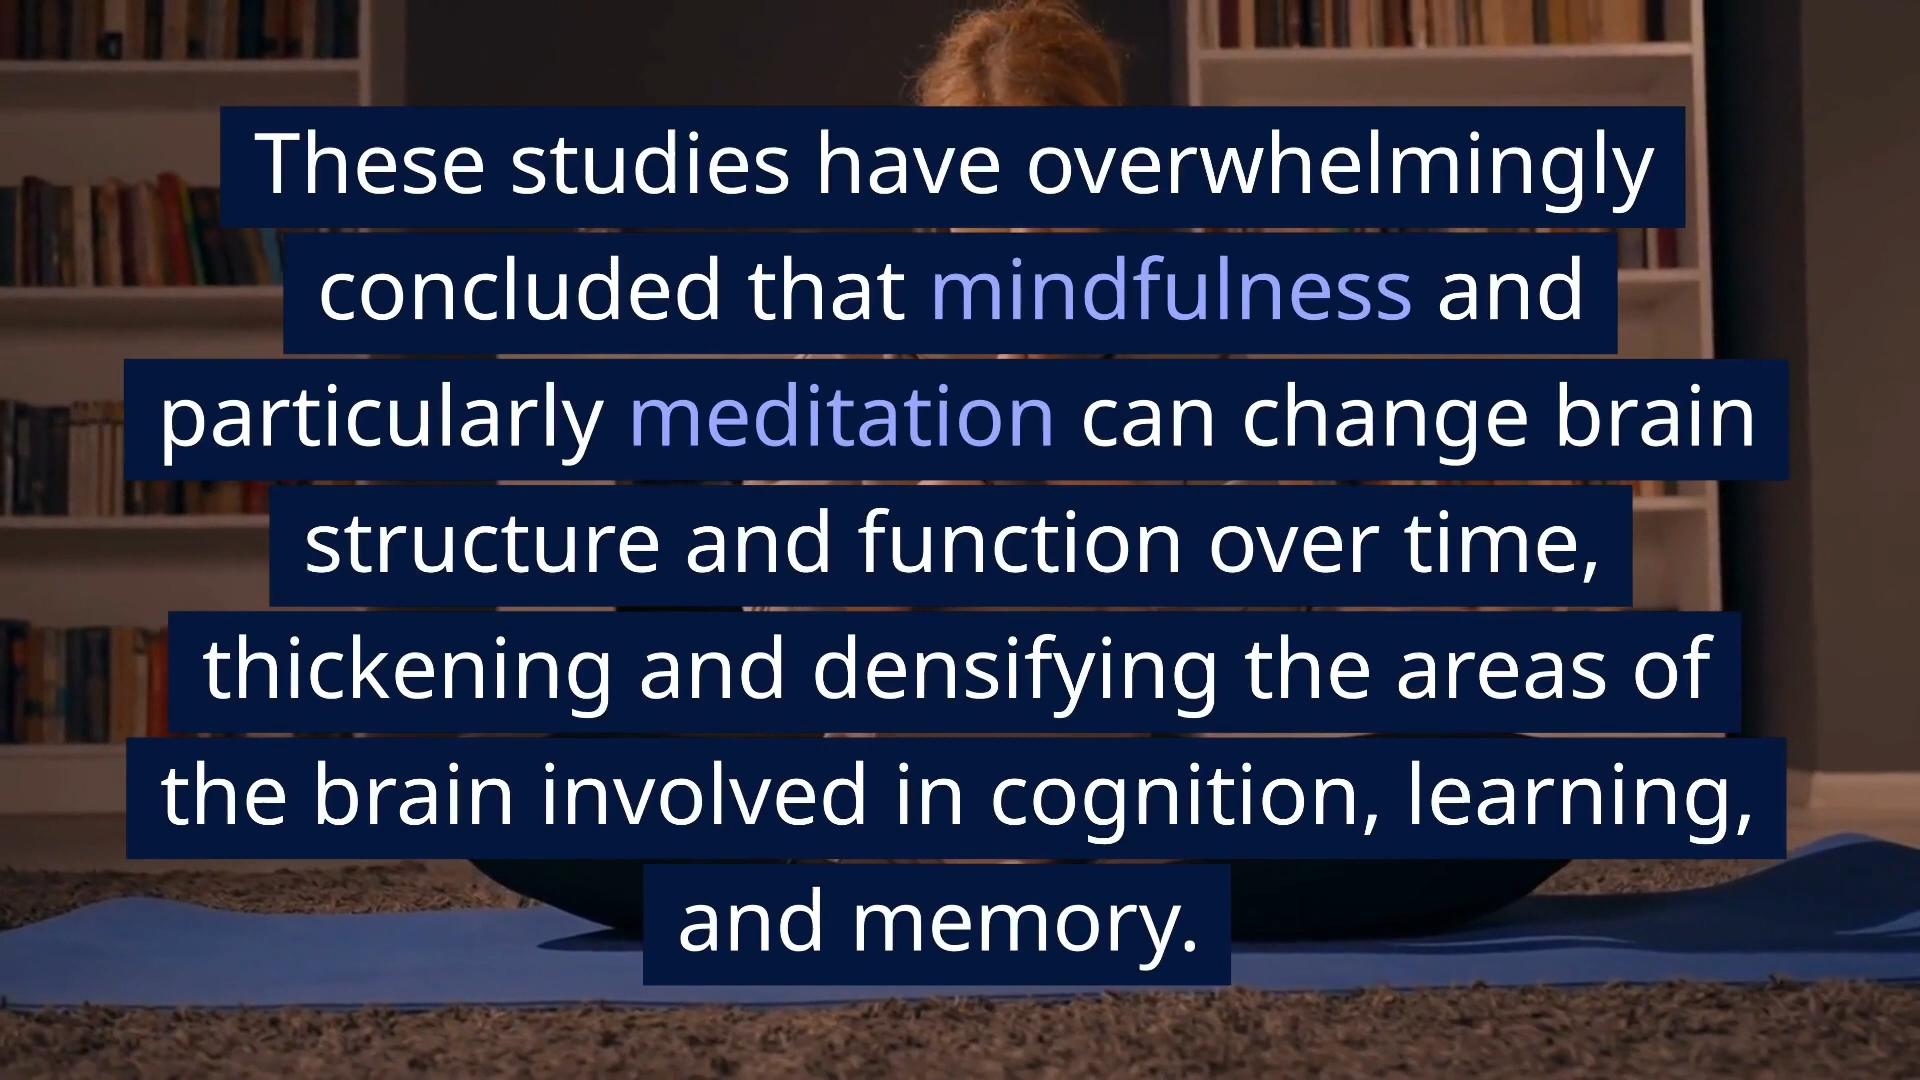 These studies have overwhelmingly
concluded that mindfulness and
particularly meditation can change brain
structure and function over time,
thickening and densifying the areas of
the brain involved in cognition, learning,
and memory.